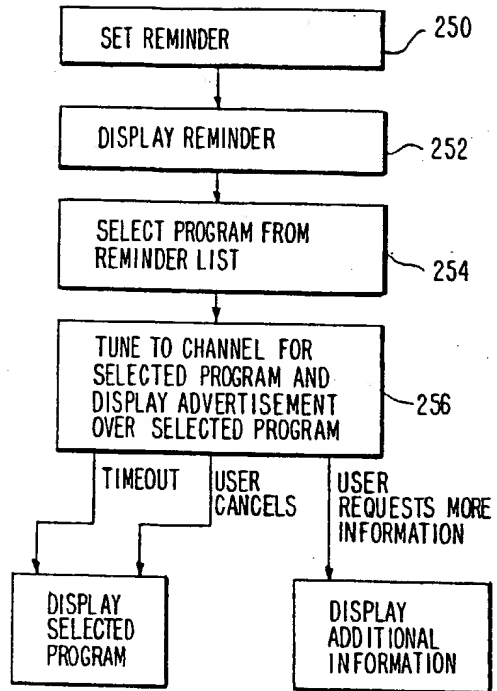 SET REMINDER
250
DISPLAY REMINDER
252
SELECT PROGRAM FROM
REMINDER LIST
254
TUNE TO CHANNEL FOR
SELECTED PROGRAM AND
DISPLAY ADVERTISEMENT
OVER SELECTED PROGRAM
256
TIMEOUT
USER
CANCELS
USER
REQUESTS MORE
INFORMATION
DISPLAY
SELECTED
PROGRAM
DISPLAY
ADDITIONAL
INFORMATION